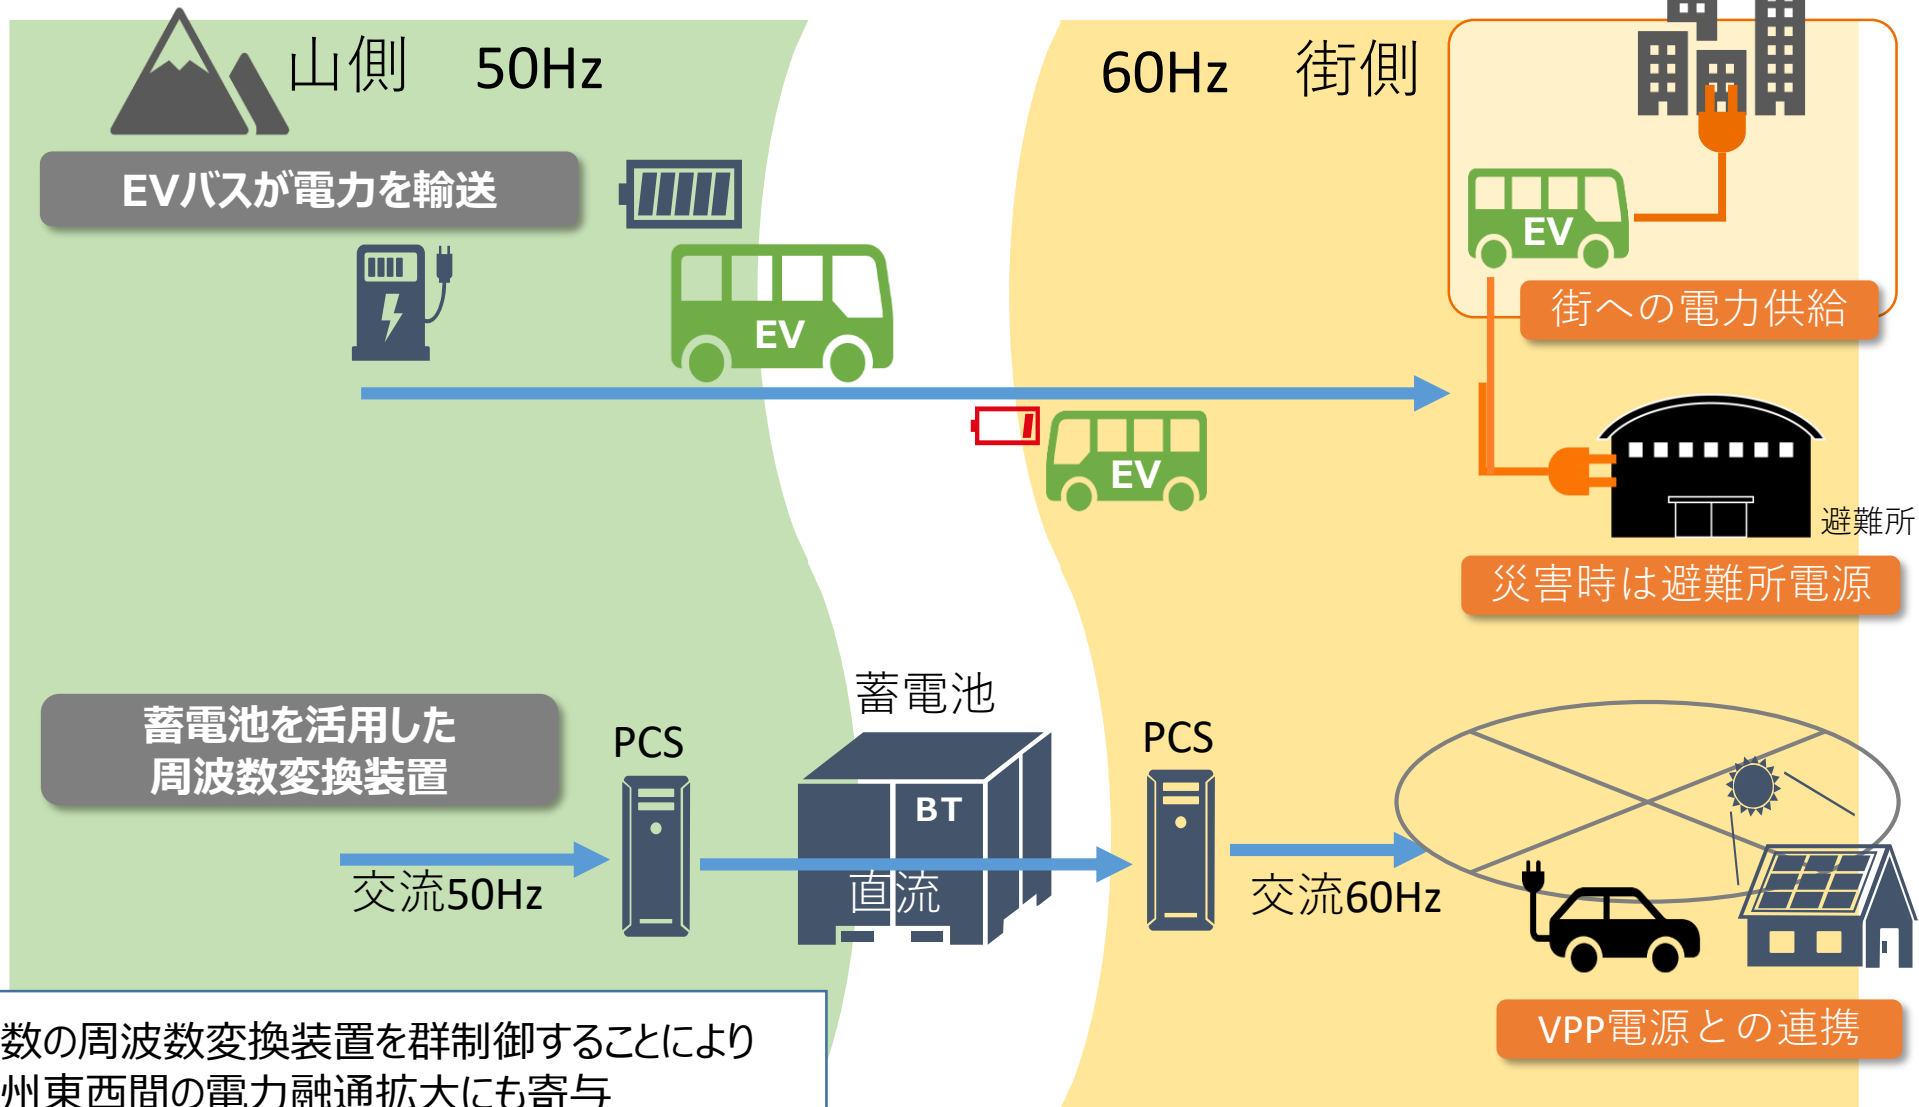 山側 50Hz
60Hz 街側
EVバスが電力を輸送
EV
EV
EV
街への電力供給
避難所
災害時は避難所電源
蓄電池を活用した
周波数変換装置
PCS
蓄電池
PCS
BT
直流
交流50Hz
交流60Hz
VPP電源との連携
数の周波数変換装置を群制御することにより
州東西間の電力融通拡大にも寄与